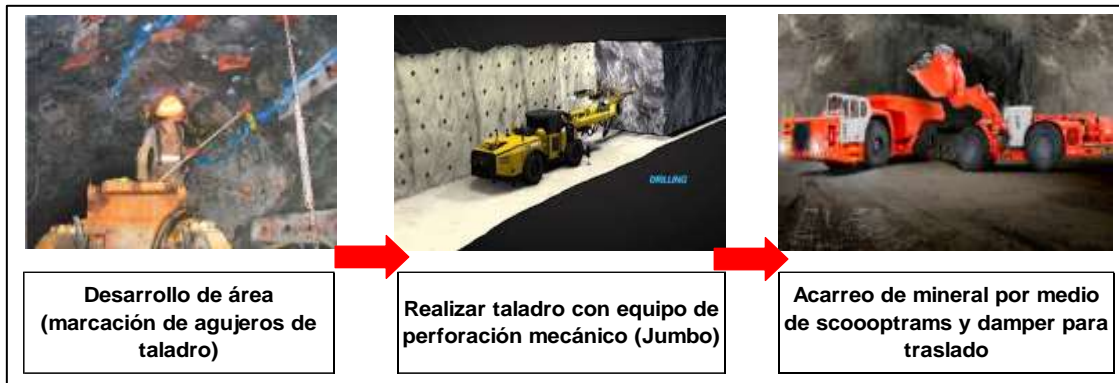 DRILLING
Desarrollo de área
(marcación de agujeros de
taladro)
Realizar taladro con equipo de
perforación mecánico (Jumbo)
Acarreo de mineral por medio
de scoooptrams y damper para
traslado